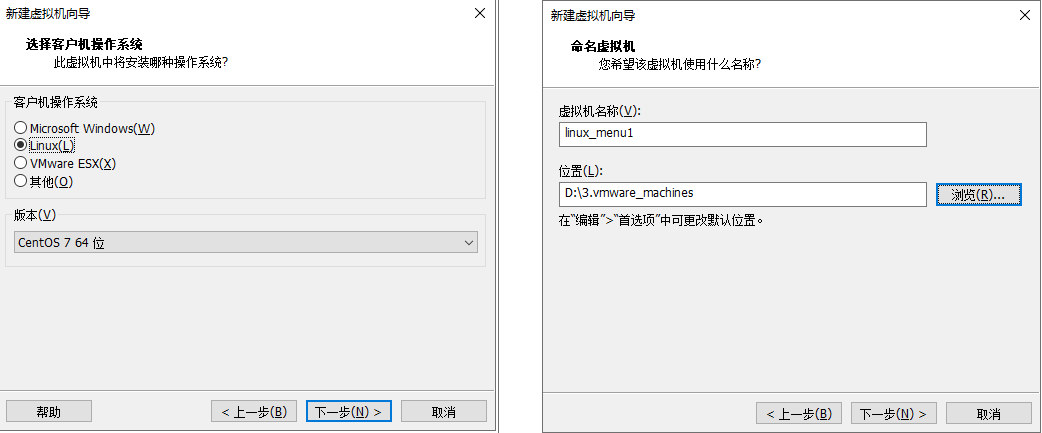 新建虚拟机向导
选择客户机操作系统
此虚拟机中将安装哪种操作系统?
客户机操作系统
Microsoft Windows(W)
Linux(L)
VMware ESX(X)
其他(O)
版本(V)
CentOS 7 64 位
帮助
< 上一步(B)
下一步(N) >
取消
新建虚拟机向导
命名虚拟机
您希望该虚拟机使用什么名称?
虚拟机名称(V):
linux_menu1
位置(L):
D:\3.vmware_machines
浏览(R)...
在"编辑">"首选项"中可更改默认位置。
< 上一步(B)
下一步(N) >
取消